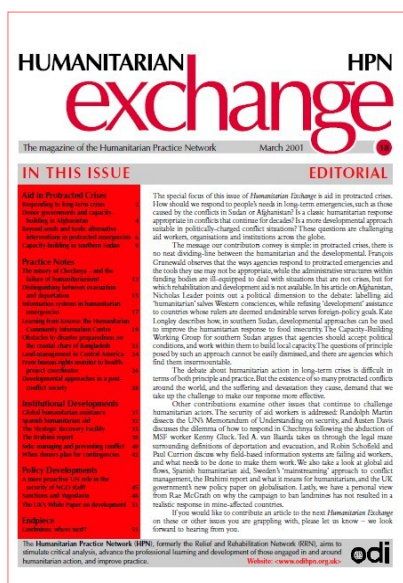 HUMANITARIAN HPN
exchange
The magazine of the Humanitarian Practice Network March 2001 18
IN THIS ISSUE
Aid in Protracted Crises
Responding to long-term crises 2
Donor governments and capacity
building in Afghanistan 4
Beyond seeds and tools: alternative
interventions in protracted emergencies 6
Capacity-building in southern Sudan 9
Practice Notes
The misery of Chechenya – and the
failure of humanitarianism?
Distinguishing between evacuation
and deportation 15
Information systems in humanitarian
emergencies 17
Learning from Kosovo: The Humanitarian
Community Information Centre
Obstacles to disaster preparedness on
the coastal chars of Bangladesh
Land-management in Central America
From human rights monitor to health
project coordinator
Developmental approaches in a post-
conflict society
Institutional Developments
Global humanitarian assistance
Spanish humanitarian aid
The Strategic Recovery Facility
The Brahimi report
Sida: managing and preventing conflict
When donors plan for contingencies
Policy Developments
A more proactive UN role in the
security of NGO staff?
Sanctions and Yugoslavia
The UK's White Paper on development
Endpiece
Landmines: where next?
EDITORIAL
The special focus of this issue of Humanitarian Exchange is aid in protracted crises.
How should we respond to people's needs in long-term emergencies, such as those
caused by the conflicts in Sudan or Afghanistan? Is a classic humanitarian response
appropriate in conflicts that continue for decades? Is a more developmental approach
suitable in politically-charged conflict situations? These questions are challenging
aid workers, organisations and institutions across the globe.
The message our contributors convey is simple: in protracted crises, there is
no neat dividing-line between the humanitarian and the developmental. François
Grunewald observes that the ways agencies respond to protracted emergencies and
the tools they use may not be appropriate, while the administrative structures within
funding bodies are ill-equipped to deal with situations that are not crises, but for
which rehabilitation and development aid is not available. In his article on Afghanistan,
Nicholas Leader points out a political dimension to the debate: labelling aid
'humanitarian' salves Western consciences, while refusing 'development' assistance
to countries whose rulers are deemed undesirable serves foreign-policy goals. Kate
Longley describes how, in southern Sudan, developmental approaches can be used
to improve the humanitarian response to food insecurity. The Capacity-Building
Working Group for southern Sudan argues that agencies should accept political
conditions, and work within them to build local capacity. The questions of principle
posed by such an approach cannot be easily dismissed, and there are agencies which
find them insurmountable.
The debate about humanitarian action in long-term crises is difficult in
terms of both principle and practice. But the existence of so many protracted conflicts
around the world, and the suffering and devastation they cause, demand that we
take up the challenge to make our response more effective.
Other contributions examine other issues that continue to challenge
humanitarian actors. The security of aid workers is addressed: Randolph Martin
dissects the UN's Memorandum of Understanding on security, and Austen Davis
discusses the dilemma of how to respond in Chechnya following the abduction of
MSF worker Kenny Gluck. Ted A. van Baarda takes us through the legal maze
surrounding definitions of deportation and evacuation, and Robin Schofield and
Paul Currion discuss why field-based information systems are failing aid workers,
and what needs to be done to make them work. We also take a look at global aid
flows, Spanish humanitarian aid, Sweden's 'mainstreaming' approach to conflict
management, the Brahimi report and what it means for humanitarians, and the UK
government's new policy paper on globalisation. Lastly, we have a personal view
from Rae McGrath on why the campaign to ban landmines has not resulted in a
realistic response in mine-affected countries.
If you would like to contribute an article to the next Humanitarian Exchange
on these or other issues you are grappling with, please let us know – we look
forward to hearing from you.
The Humanitarian Practice Network (HPN), formerly the Relief and Rehabilitation Network (RRN), aims to
stimulate critical analysis, advance the professional learning and development of those engaged in and around
humanitarian action, and improve practice. Website: <www.odihpn.org.uk>
odi